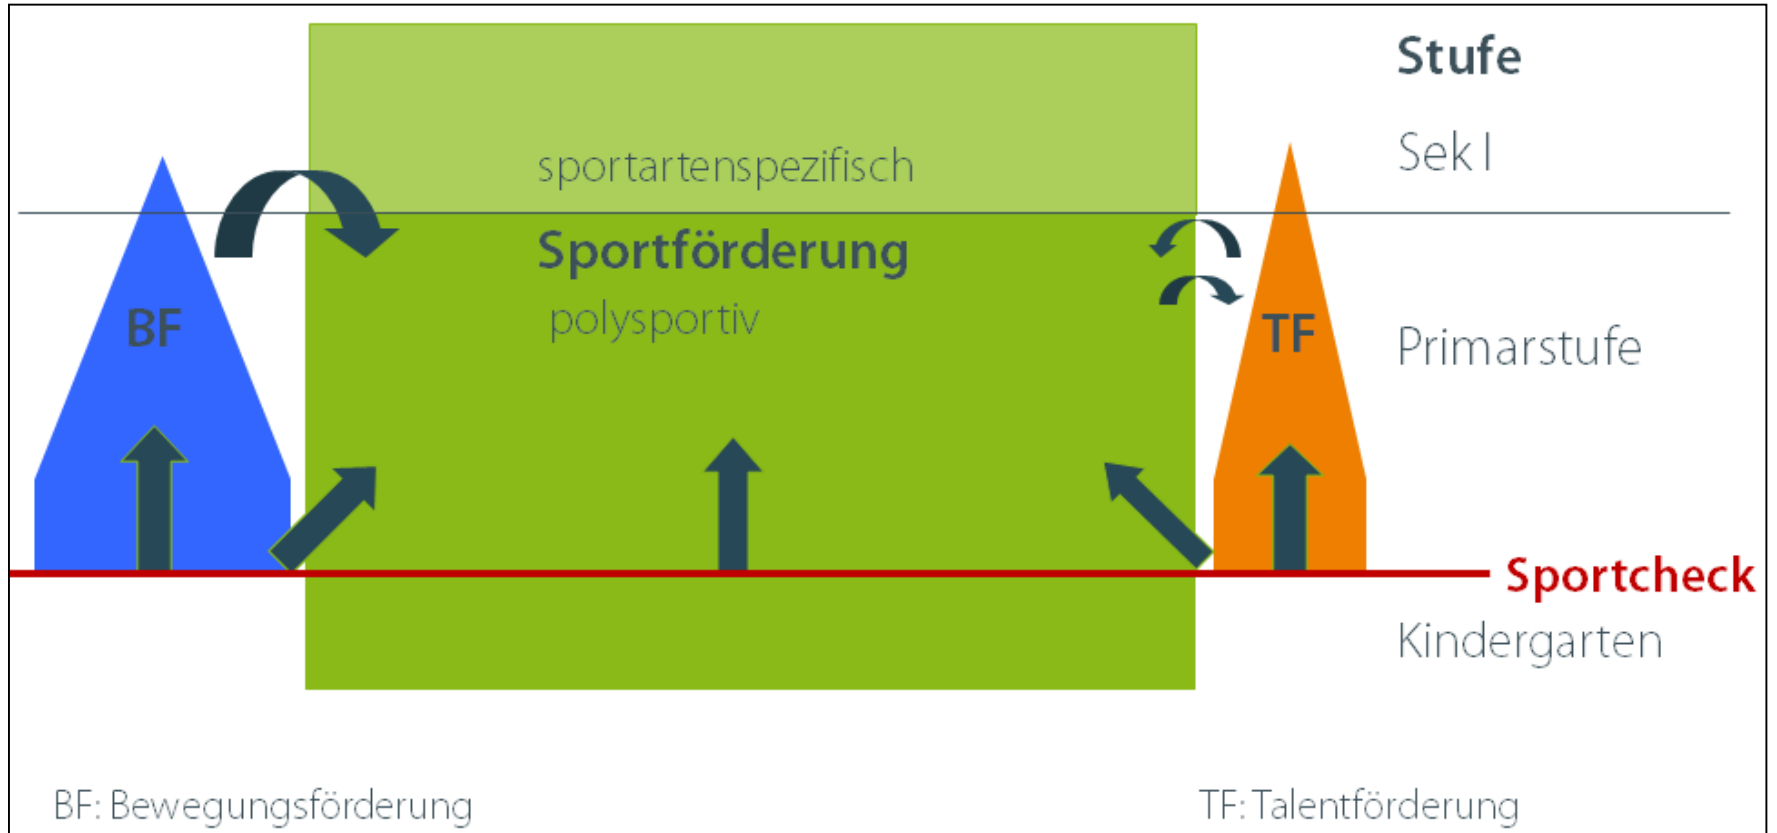 Stufe
Sek I
sportartenspezifisch
Sportförderung
polysportiv
BF
TF
Primarstufe
Sportcheck
Kindergarten
BF: Bewegungsförderung
TF: Talentförderung